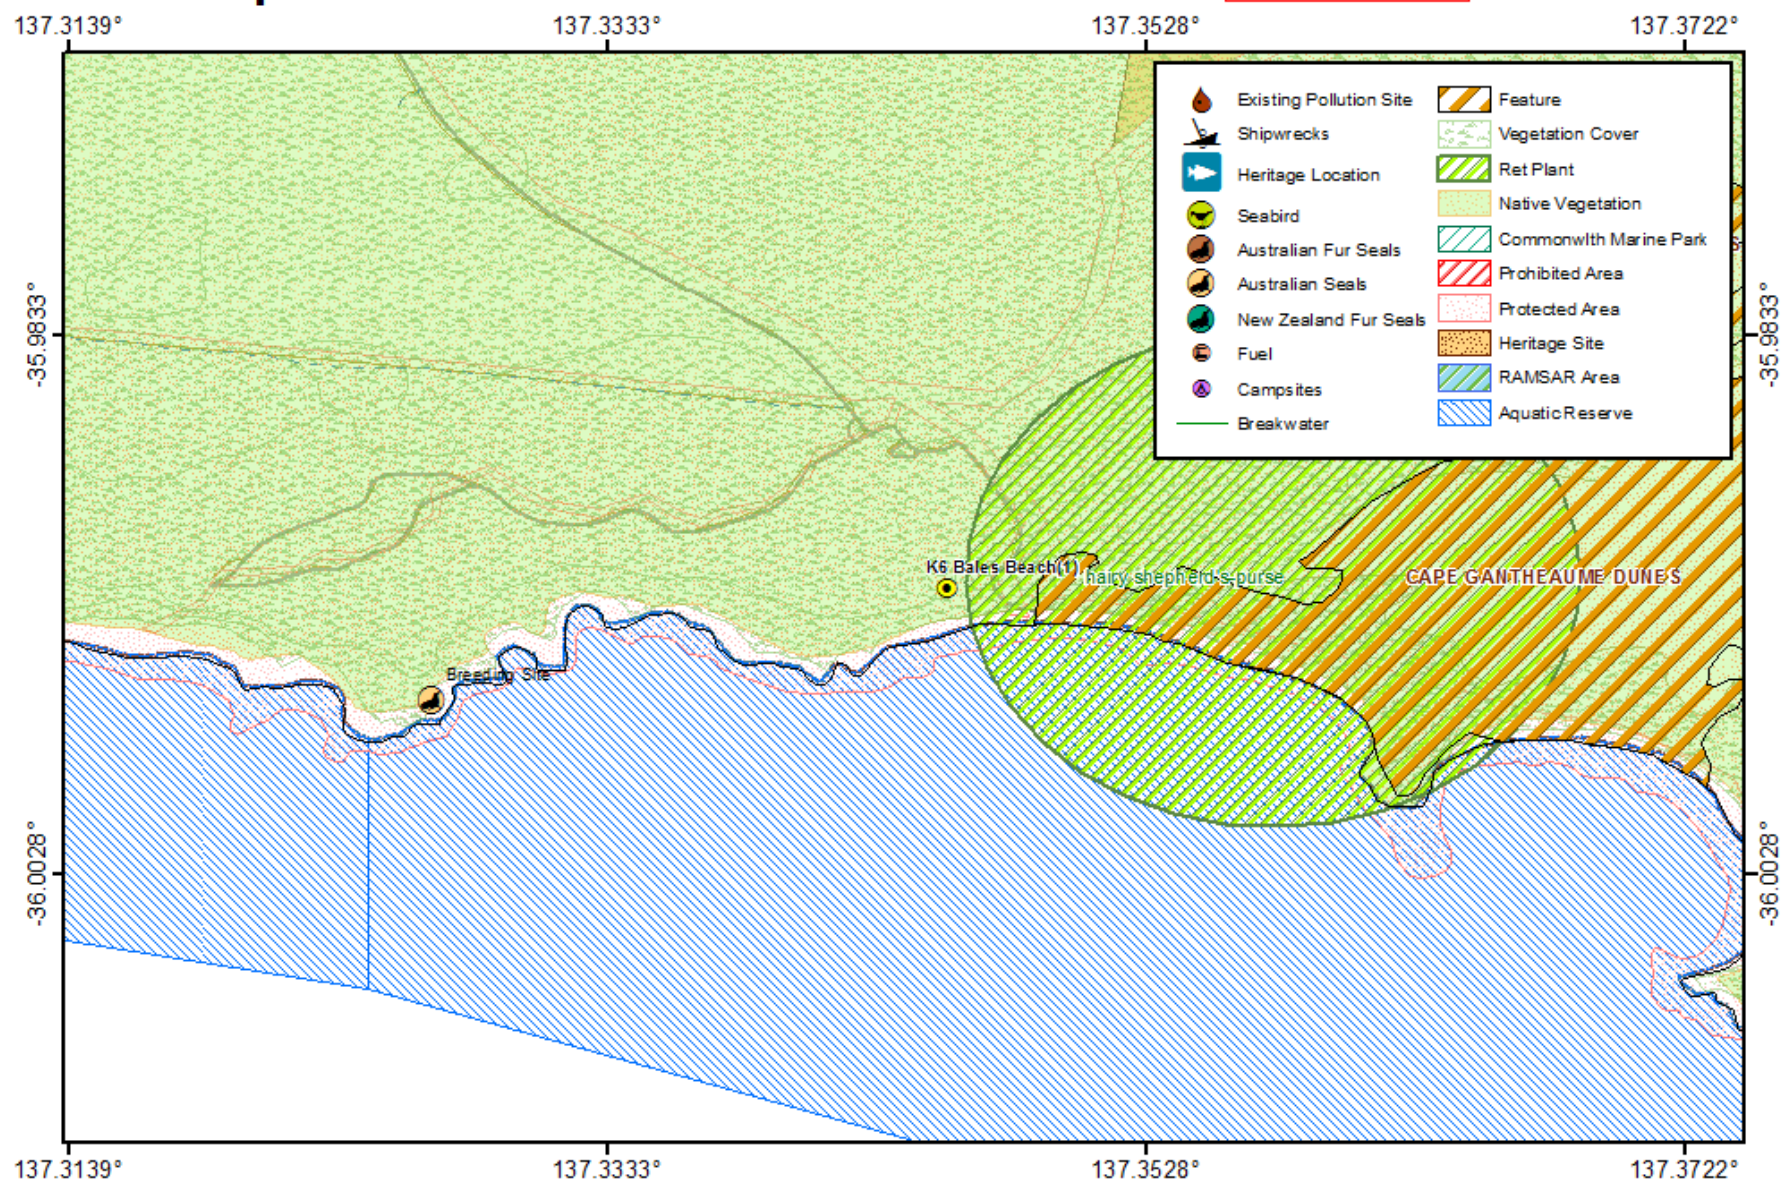 137.3139°
137.3333°
137.3528°
137.3722°
Existing Pollution Site
Shipwrecks
Heritage Location
Seabird
Australian Fur Seals
Australian Seals
New Zealand Fur Seals
Fuel
Campsites
Breakwater
Feature
Vegetation Cover
Ret Plant
Native Vegetation
Commonwlth Marine Park
Prohibited Area
Protected Area
Heritage Site
RAMSAR Area
Aquatic Reserve
-35.9833°
-35.9833°
K6 Bales Beach(1)
hairy shepherd's-purse
CAPE GANTHEAUME DUNES
Breeding Site
-36.0028°
-36.0028°
137.3139°
137.3333°
137.3528°
137.3722°